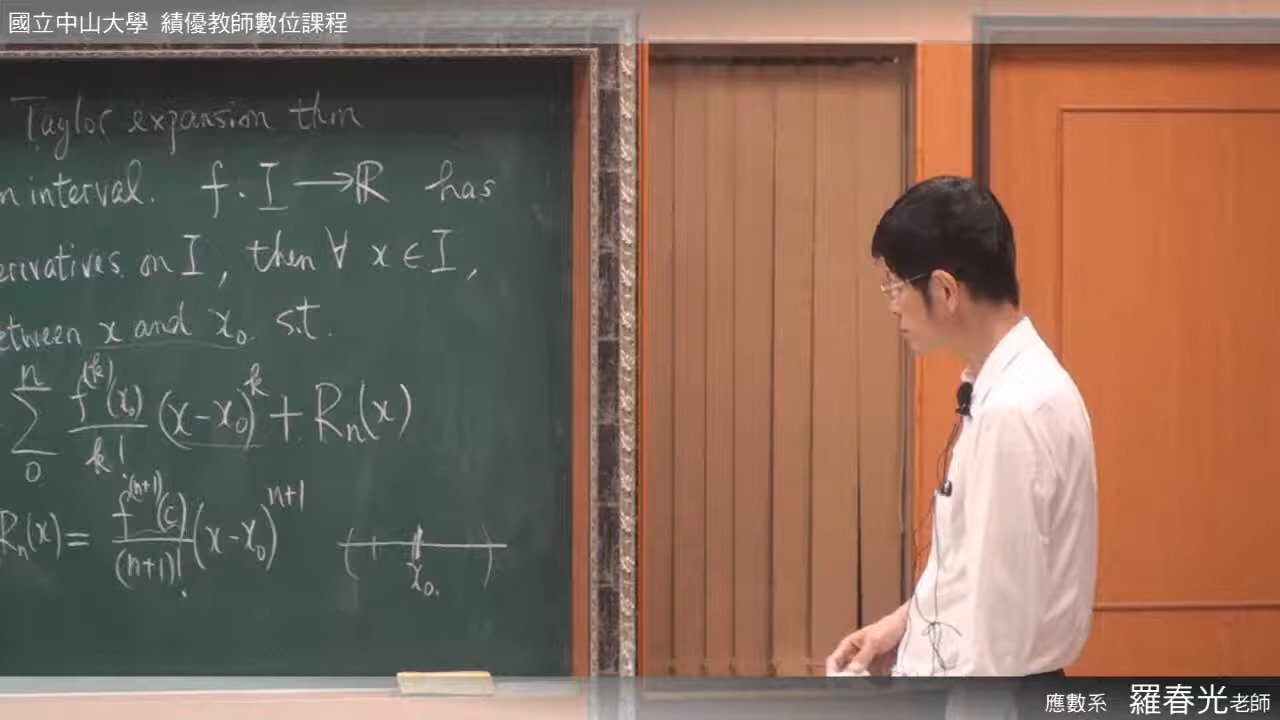 國立中山大學 績優教師數位課程
Taylor expansion thm
n interval. f. I → R has
erivatives on I, then ∀ x ∈ I,
etween x and x₀ s.t.
∑₀ⁿ f⁽ᵏ⁾(x₀)/k! (x-x₀)ᵏ + Rₙ(x)
Rₙ(x) = f⁽ⁿ⁺¹⁾(c)/(n+1)! (x-x₀)ⁿ⁺¹
x₀.
應數系 羅春光老師